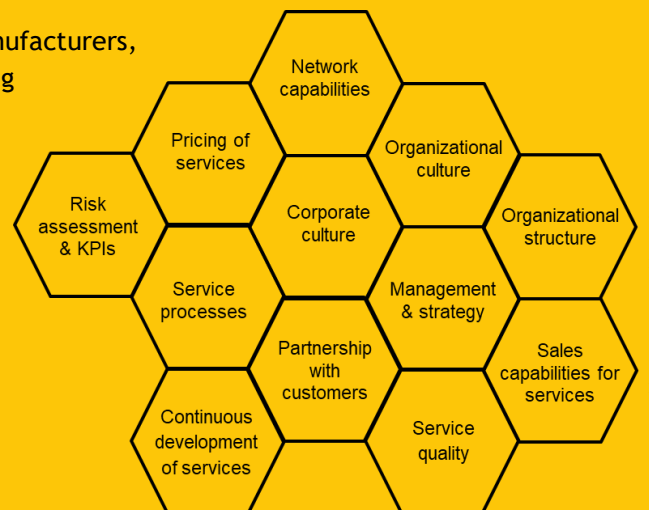 nufacturers,
g
Network
capabilities
Pricing of
services
Organizational
culture
Risk
assessment
& KPIs
Corporate
culture
Organizational
structure
Service
processes
Management
& strategy
Partnership
with
customers
Sales
capabilities for
services
Continuous
development
of services
Service
quality